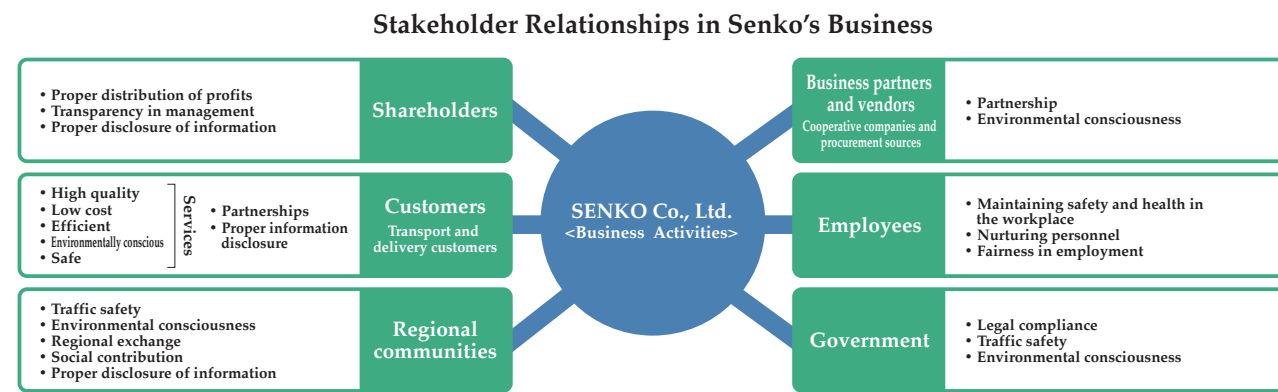 Stakeholder Relationships in Senko's Business
• Proper distribution of profits
• Transparency in management
• Proper disclosure of information
Shareholders
• High quality
• Low cost
• Efficient
• Environmentally conscious
• Safe
Services
• Partnerships
• Proper information
disclosure
Customers
Transport and
delivery customers
• Traffic safety
• Environmental consciousness
• Regional exchange
• Social contribution
• Proper disclosure of information
Regional
communities
SENKO Co., Ltd.
<Business Activities>
Business partners
and vendors
Cooperative companies and
procurement sources
• Partnership
• Environmental consciousness
Employees
• Maintaining safety and health in
the workplace
• Nurturing personnel
• Fairness in employment
Government
• Legal compliance
• Traffic safety
• Environmental consciousness